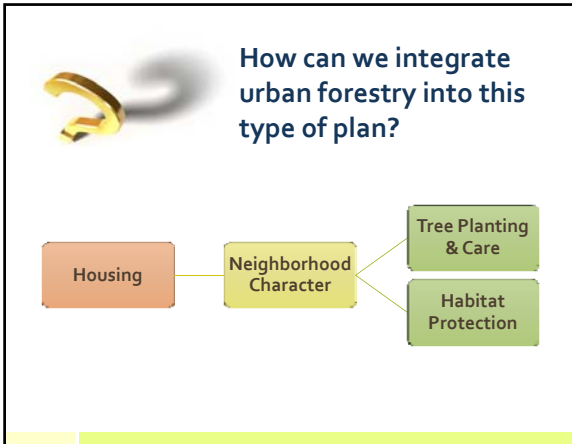 How can we integrate
urban forestry into this
type of plan?
Housing
Neighborhood
Character
Tree Planting
& Care
Habitat
Protection